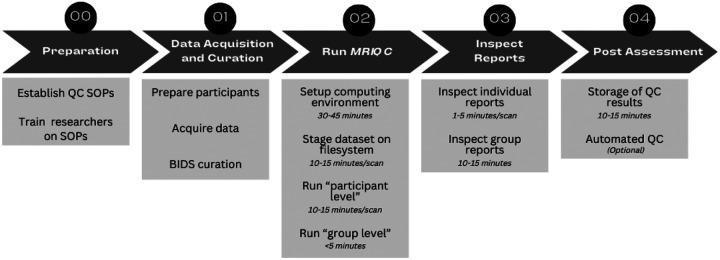 00
Preparation
Establish QC SOPs
Train researchers
on SOPs
01
Data Acquisition
and Curation
Prepare participants
Acquire data
BIDS curation
02
Run MRIQC
Setup computing
environment
30-45 minutes
Stage dataset on
filesystem
10-15 minutes/scan
Run “participant
level”
10-15 minutes/scan
Run “group level”
<5 minutes
03
Inspect
Reports
Inspect individual
reports
1-5 minutes/scan
Inspect group
reports
10-15 minutes
04
Post Assessment
Storage of QC
results
10-15 minutes
Automated QC
(Optional)